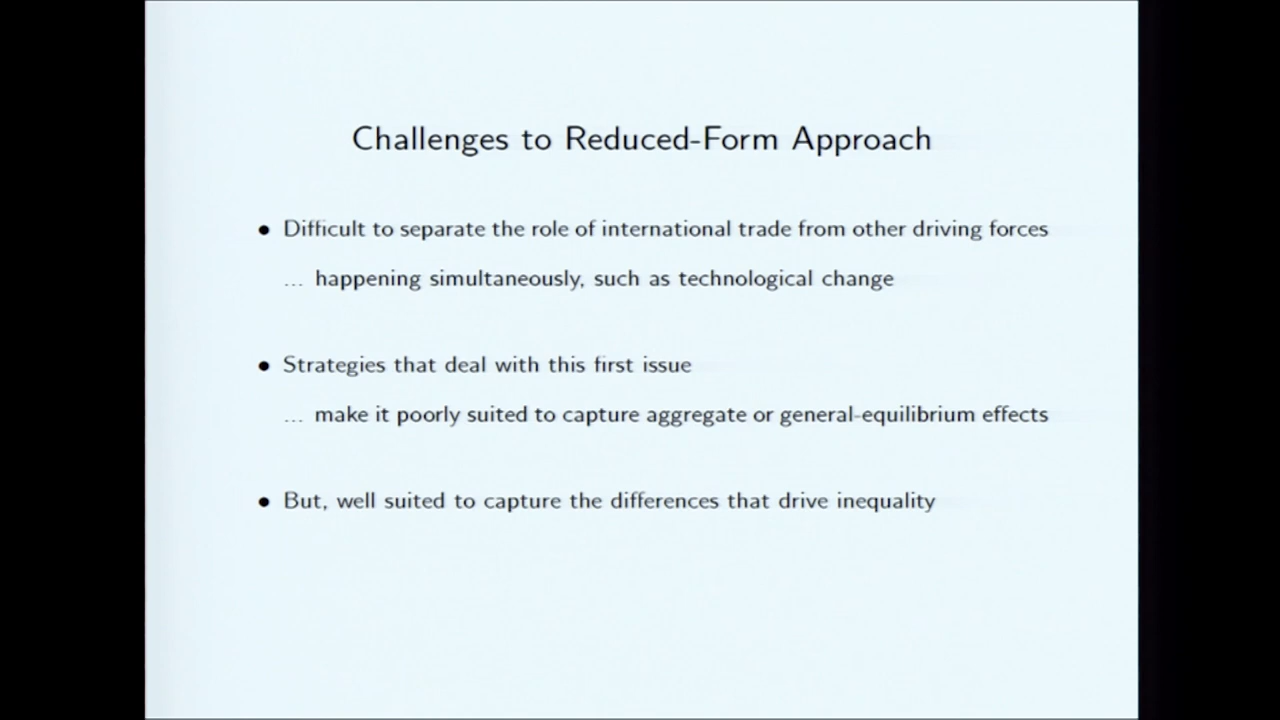 Challenges to Reduced-Form Approach
• Difficult to separate the role of international trade from other driving forces
... happening simultaneously, such as technological change
• Strategies that deal with this first issue
... make it poorly suited to capture aggregate or general-equilibrium effects
• But, well suited to capture the differences that drive inequality